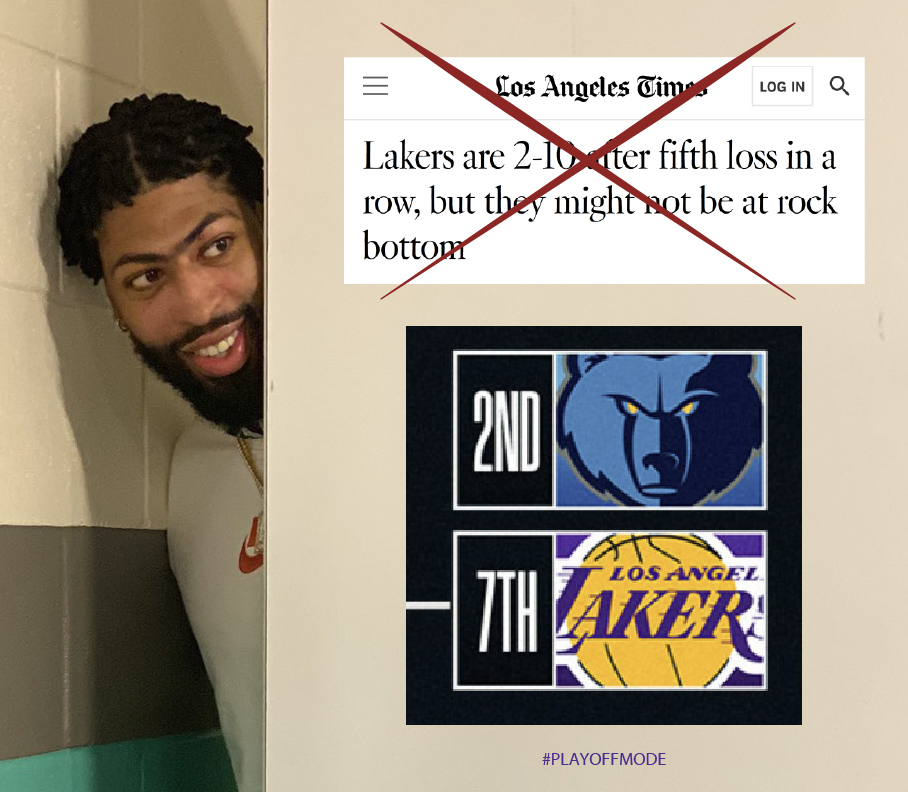 Los Angeles Times
LOG IN
Lakers are 2-10 after fifth loss in a
row, but they might not be at rock
bottom
2ND
7TH
LOS ANGEL
LAKERS
#PLAYOFFMODE